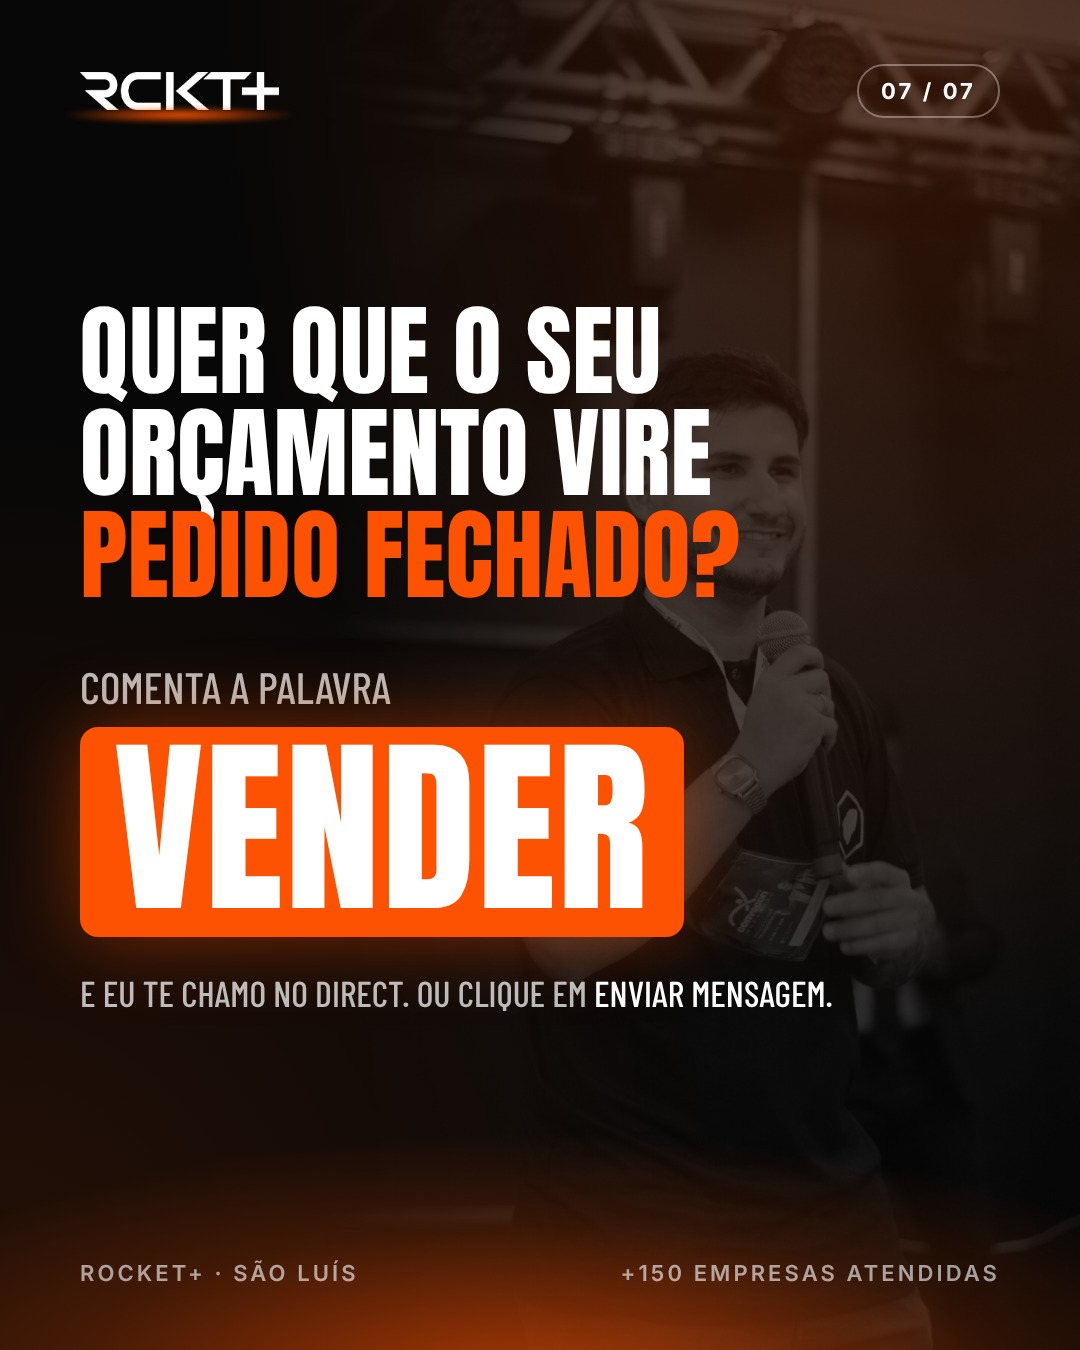 RCKT+
07 / 07
QUER QUE O SEU
ORÇAMENTO VIRE
PEDIDO FECHADO?
COMENTA A PALAVRA
VENDER
E EU TE CHAMO NO DIRECT. OU CLIQUE EM ENVIAR MENSAGEM.
ROCKET+ · SÃO LUÍS
+150 EMPRESAS ATENDIDAS